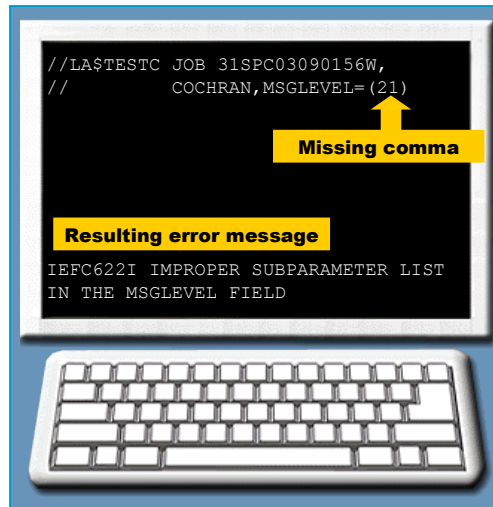 //LA$TESTC JOB 31SPC03090156W,
// COCHRAN,MSGLEVEL=(21)
Missing comma
Resulting error message
IEFC622I IMPROPER SUBPARAMETER LIST
IN THE MSGLEVEL FIELD